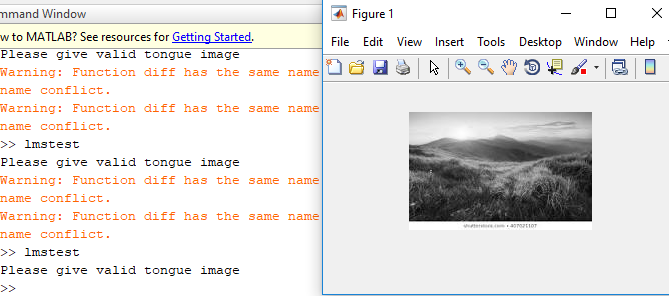 mmand Window
w to MATLAB? See resources for Getting Started.
Please give valid tongue image
Warning: Function diff has the same name
name conflict.
Warning: Function diff has the same name
name conflict.
>> lmstest
Please give valid tongue image
Warning: Function diff has the same name
name conflict.
Warning: Function diff has the same name
name conflict.
>> lmstest
Please give valid tongue image
>>
Figure 1
File Edit View Insert Tools Desktop Window Help
shutterstock.com • 407021107